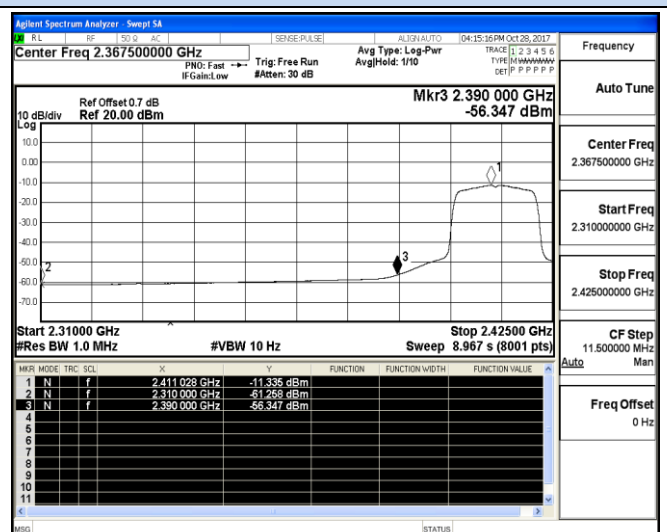 Agilent Spectrum Analyzer - Swept SA
RL RF 50 Ω AC SENSE:PULSE ALIGN AUTO 04:15:16 PM Oct 28, 2017
Center Freq 2.367500000 GHz
PNO: Fast
IFGain:Low
Trig: Free Run
#Atten: 30 dB
Avg Type: Log-Pwr
Avg|Hold: 1/10
TRACE 1 2 3 4 5 6
TYPE M W W W W W
DET P P P P P P
Ref Offset 0.7 dB
Ref 20.00 dBm
10 dB/div
Log
Mkr3 2.390 000 GHz
-56.347 dBm
10.0
0.00
-10.0
-20.0
-30.0
-40.0
-50.0
-60.0
-70.0
1
2
3
Start 2.31000 GHz
#Res BW 1.0 MHz
#VBW 10 Hz
Stop 2.42500 GHz
Sweep 8.967 s (8001 pts)
MKR MODE TRC SCL X Y FUNCTION FUNCTION WIDTH FUNCTION VALUE
1 N f 2.411 028 GHz -11.335 dBm
2 N f 2.310 000 GHz -61.258 dBm
3 N f 2.390 000 GHz -56.347 dBm
4
5
6
7
8
9
10
11
MSG
STATUS
Frequency
Auto Tune
Center Freq
2.367500000 GHz
Start Freq
2.310000000 GHz
Stop Freq
2.425000000 GHz
CF Step
11.500000 MHz
Auto Man
Freq Offset
0 Hz